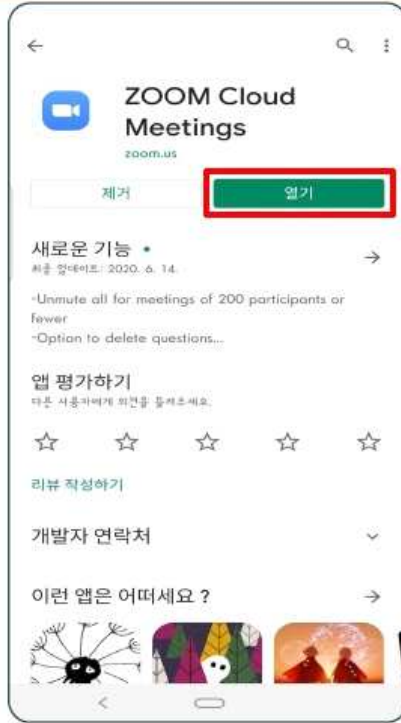 ZOOM Cloud
Meetings
zoom.us
제거
열기
새로운 기능 •
최종 업데이트: 2020. 6. 14.
-Unmute all for meetings of 200 participants or
fewer
-Option to delete questions...
앱 평가하기
다른 사용자에게 의견을 들려주세요.
리뷰 작성하기
개발자 연락처
이런 앱은 어떠세요 ?